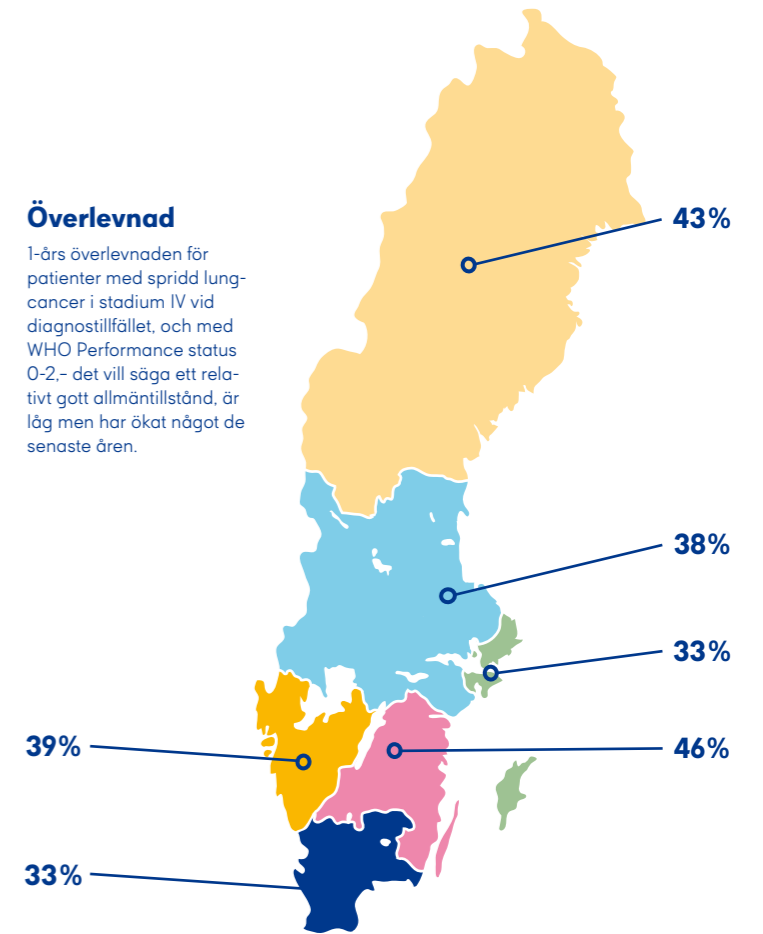 Överlevnad
1-års överlevnaden för
patienter med spridd lung-
cancer i stadium IV vid
diagnostillfället, och med
WHO Performance status
0-2,- det vill säga ett rela-
tivt gott allmäntillstånd, är
låg men har ökat något de
senaste åren.
43%
38%
33%
46%
39%
33%